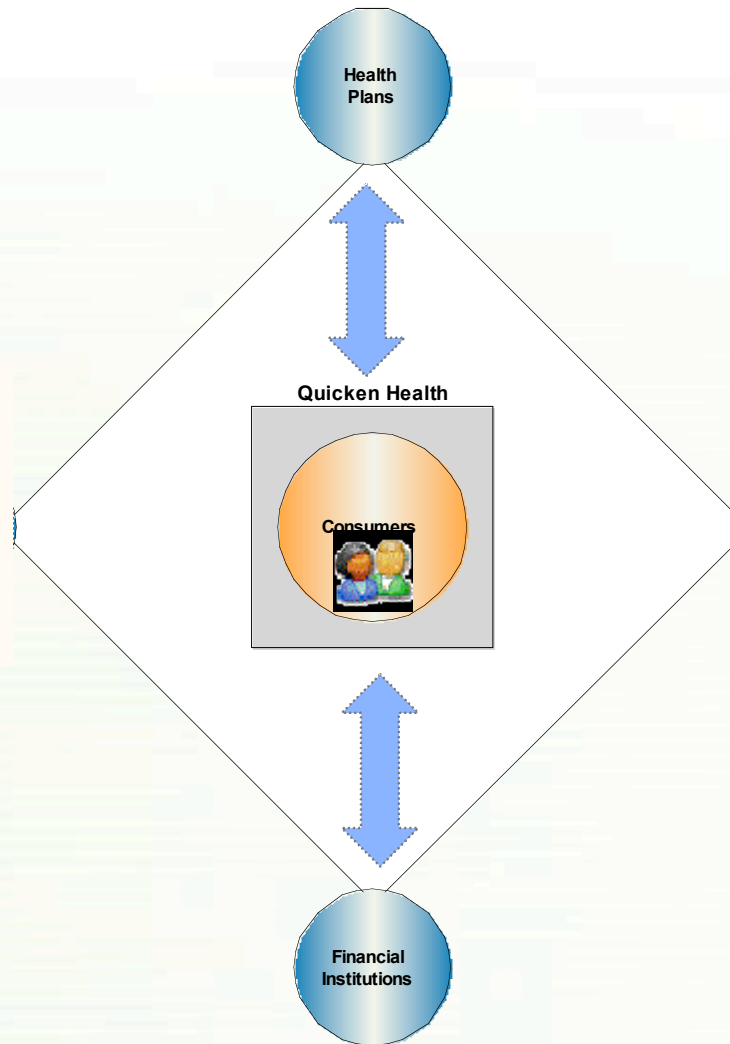 Health
Plans
Quicken Health
Consumers
Financial
Institutions